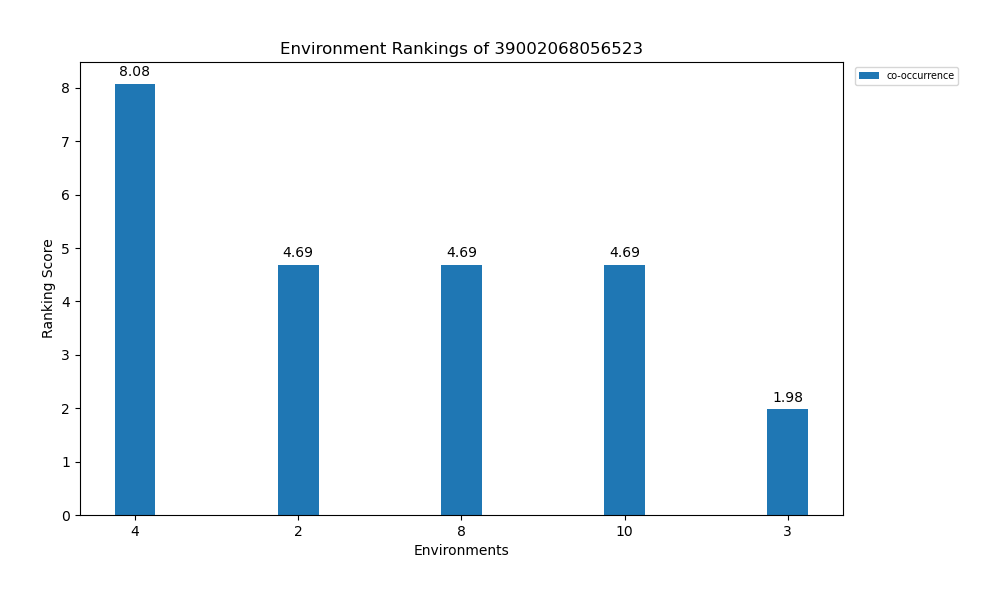 Environment Rankings of 39002068056523
co-occurrence
8.08
4.69
4.69
4.69
1.98
8
7
6
5
4
3
2
1
0
Ranking Score
4 2 8 10 3
Environments